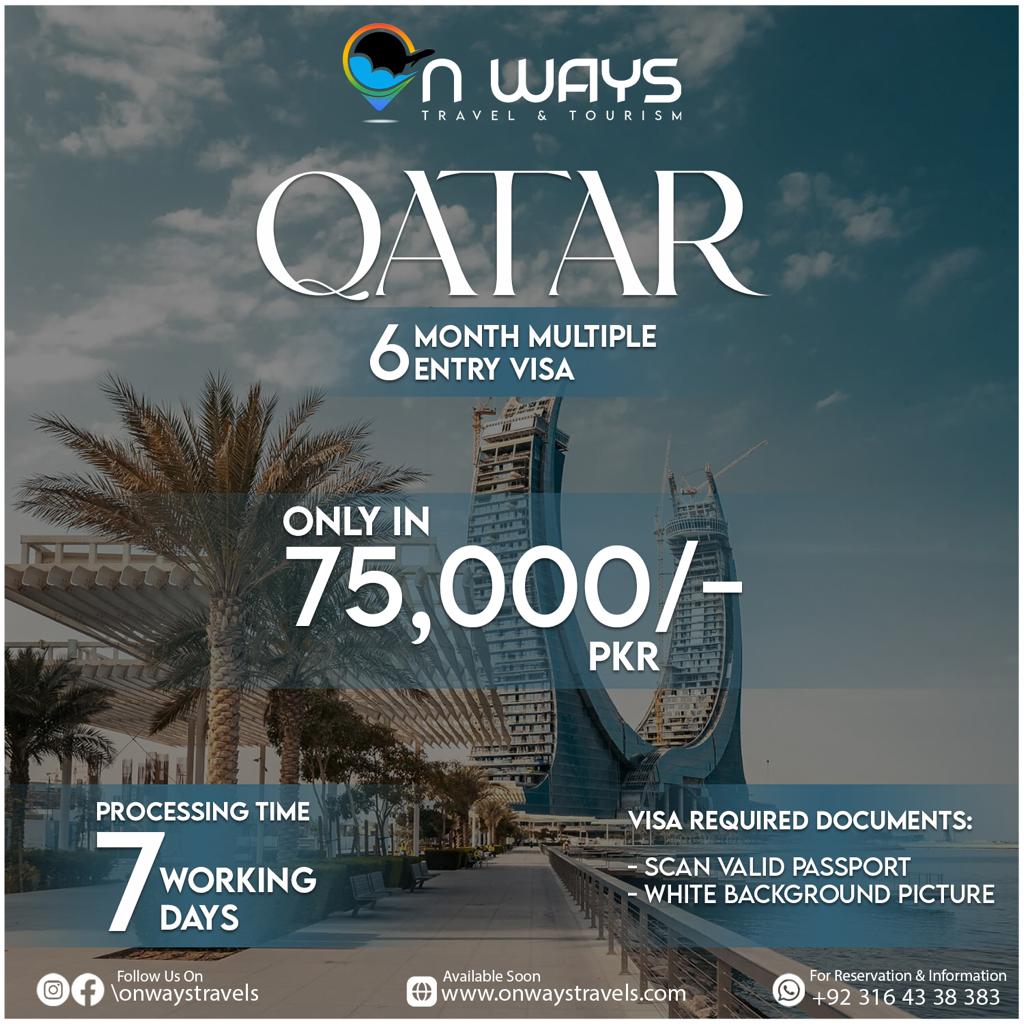 On WAYS
TRAVEL & TOURISM
QATAR
6 MONTH MULTIPLE
ENTRY VISA
ONLY IN
75,000/-
PKR
PROCESSING TIME
7 WORKING
DAYS
VISA REQUIRED DOCUMENTS:
- SCAN VALID PASSPORT
- WHITE BACKGROUND PICTURE
Follow Us On
\onwaystravels
Available Soon
www.onwaystravels.com
For Reservation & Information
+92 316 43 38 383